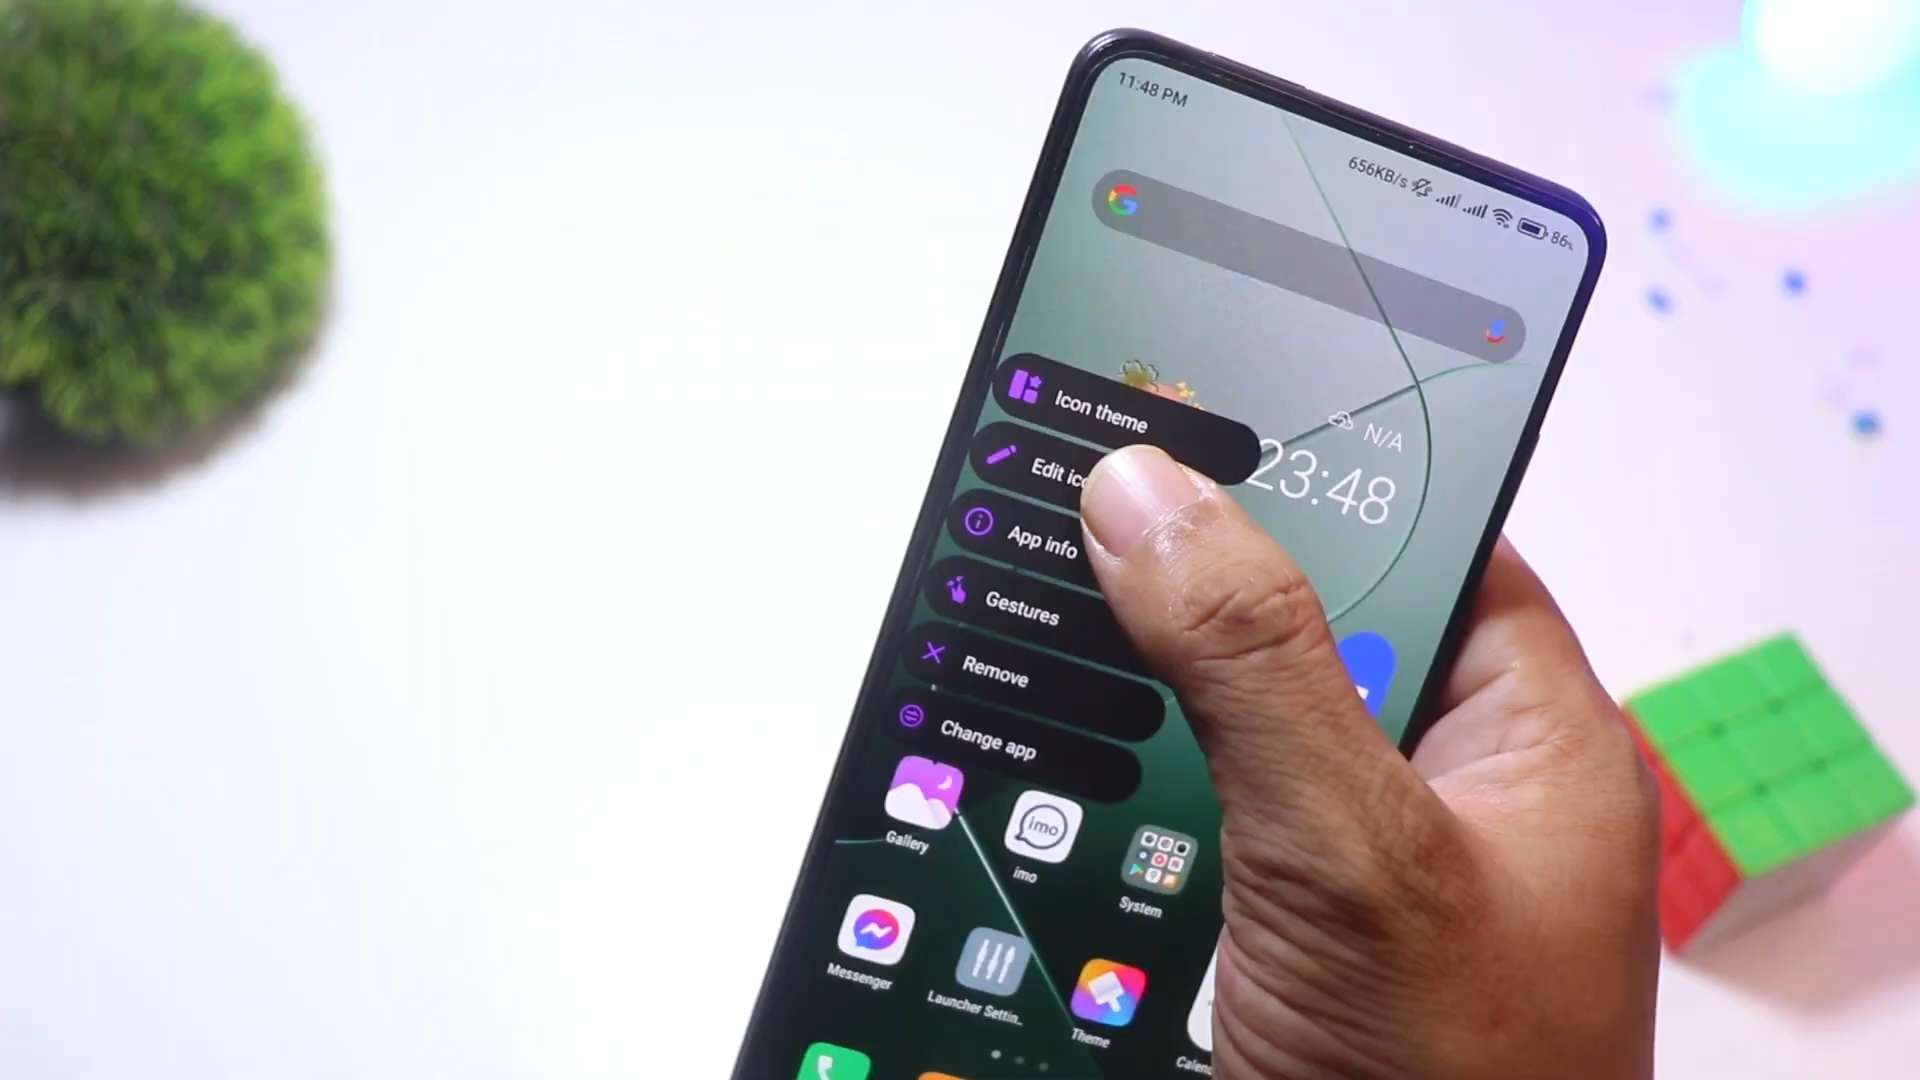 11:48 PM
656KB/s
86%
N/A
23:48
Icon theme
Edit
App info
Gestures
Remove
Change app
Gallery
imo
imo
System
Messenger
Launcher Settin..
Theme